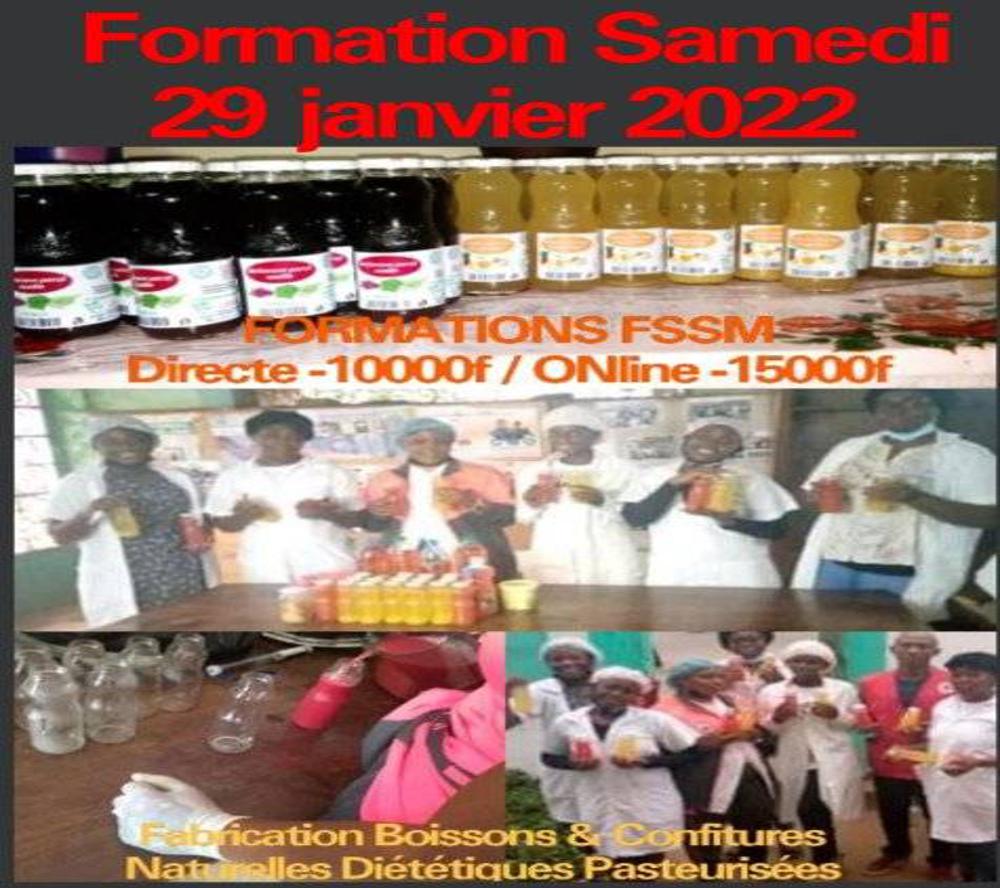 Formation Samedi
29 janvier 2022
FORMATIONS FSSM
Directe -10000f / ONline -15000f
Fabrication Boissons & Confitures
Naturelles Diététiques Pasteurisées